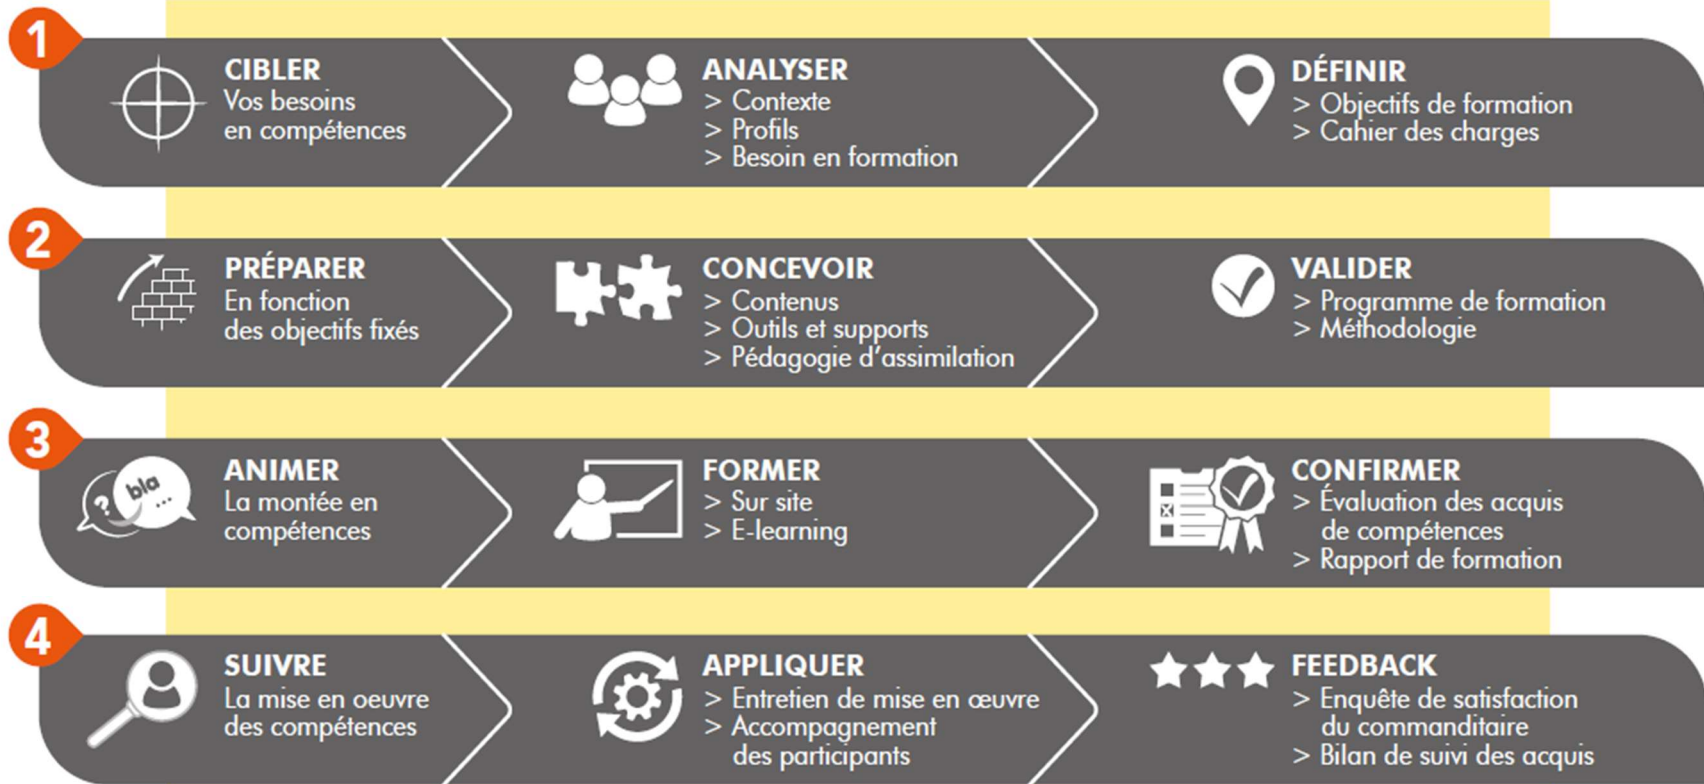 1
CIBLER
Vos besoins
en compétences
ANALYSER
> Contexte
> Profils
> Besoin en formation
DÉFINIR
> Objectifs de formation
> Cahier des charges
2
PRÉPARER
En fonction
des objectifs fixés
CONCEVOIR
> Contenus
> Outils et supports
> Pédagogie d'assimilation
VALIDER
> Programme de formation
> Méthodologie
3
? bla
...
ANIMER
La montée en
compétences
FORMER
> Sur site
> E-learning
CONFIRMER
> Évaluation des acquis
de compétences
> Rapport de formation
4
SUIVRE
La mise en oeuvre
des compétences
APPLIQUER
> Entretien de mise en œuvre
> Accompagnement
des participants
FEEDBACK
> Enquête de satisfaction
du commanditaire
> Bilan de suivi des acquis